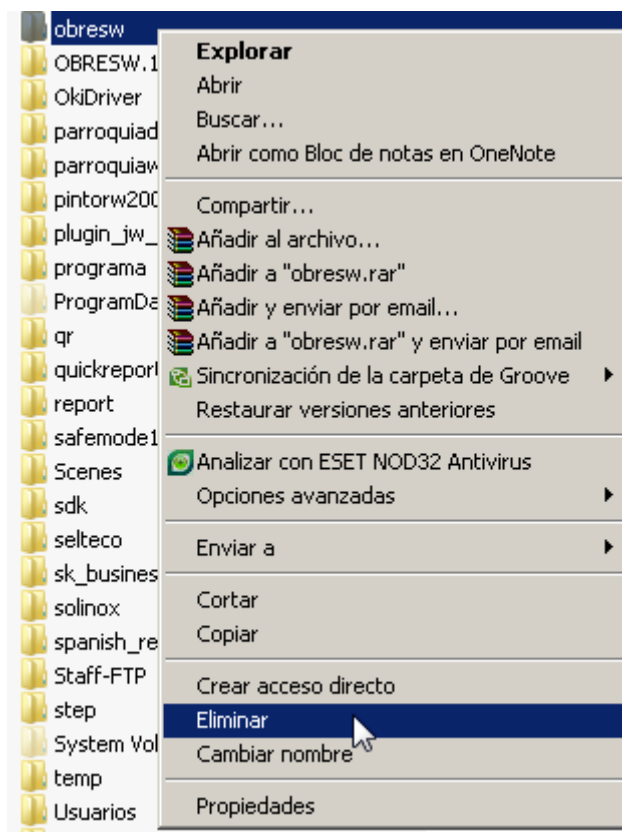 obresw
OBRESW.1
OkiDriver
parroquiad
parroquiaw
pintorw200
plugin_jw_
programa
ProgramDa
qr
quickreport
report
safemode1
Scenes
sdk
selteco
sk_busines
solinox
spanish_re
Staff-FTP
step
System Vol
temp
Usuarios
Explorar
Abrir
Buscar...
Abrir como Bloc de notas en OneNote
Compartir...
Añadir al archivo...
Añadir a "obresw.rar"
Añadir y enviar por email...
Añadir a "obresw.rar" y enviar por email
Sincronización de la carpeta de Groove
Restaurar versiones anteriores
Analizar con ESET NOD32 Antivirus
Opciones avanzadas
Enviar a
Cortar
Copiar
Crear acceso directo
Eliminar
Cambiar nombre
Propiedades